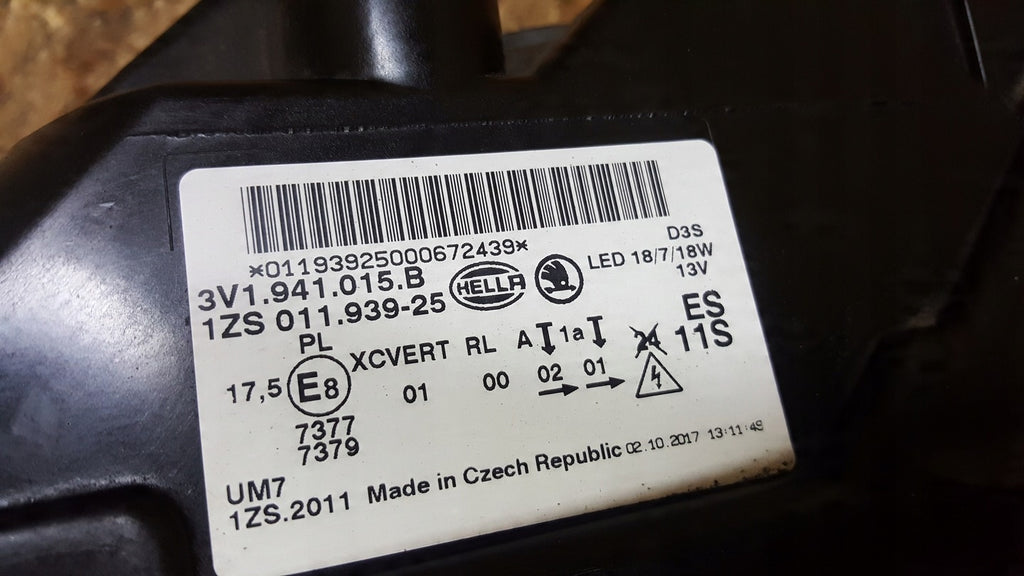 *01193925000672439*
3V1.941.015.B
1ZS 011.939-25
HELLA
D3S
LED 18/7/18W
13V
ES
11S
PL
17,5 E8 XCVERT RL A 1a 24
01 00 02 01
7377
7379
UM7
1ZS.2011 Made in Czech Republic 02.10.2017 13:11:49